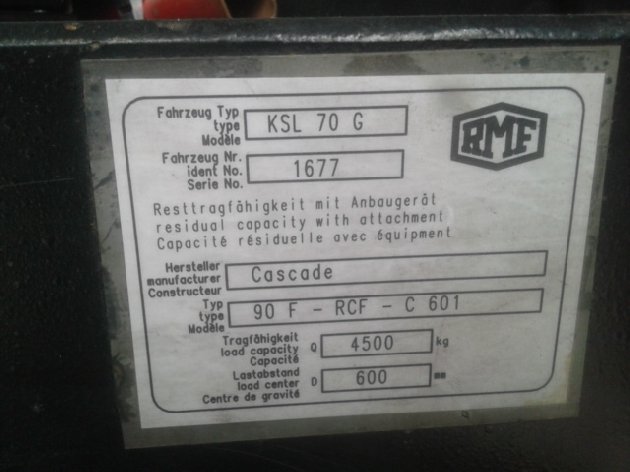 Fahrzeug Typ
type KSL 70 G
Modèle
RMF
Fahrzeug Nr.
ident No. 1677
Serie No.
Resttragfähigkeit mit Anbaugerät
residual capacity with attachment
Capacité résiduelle avec Equipment
Hersteller
manufacturer Cascade
Constructeur
Typ
type 90 F - RCF - C 601
Modèle
Tragfähigkeit
load capacity Q 4500 kg
Capacité
Lastabstand
load center D 600 mm
Centre de gravité